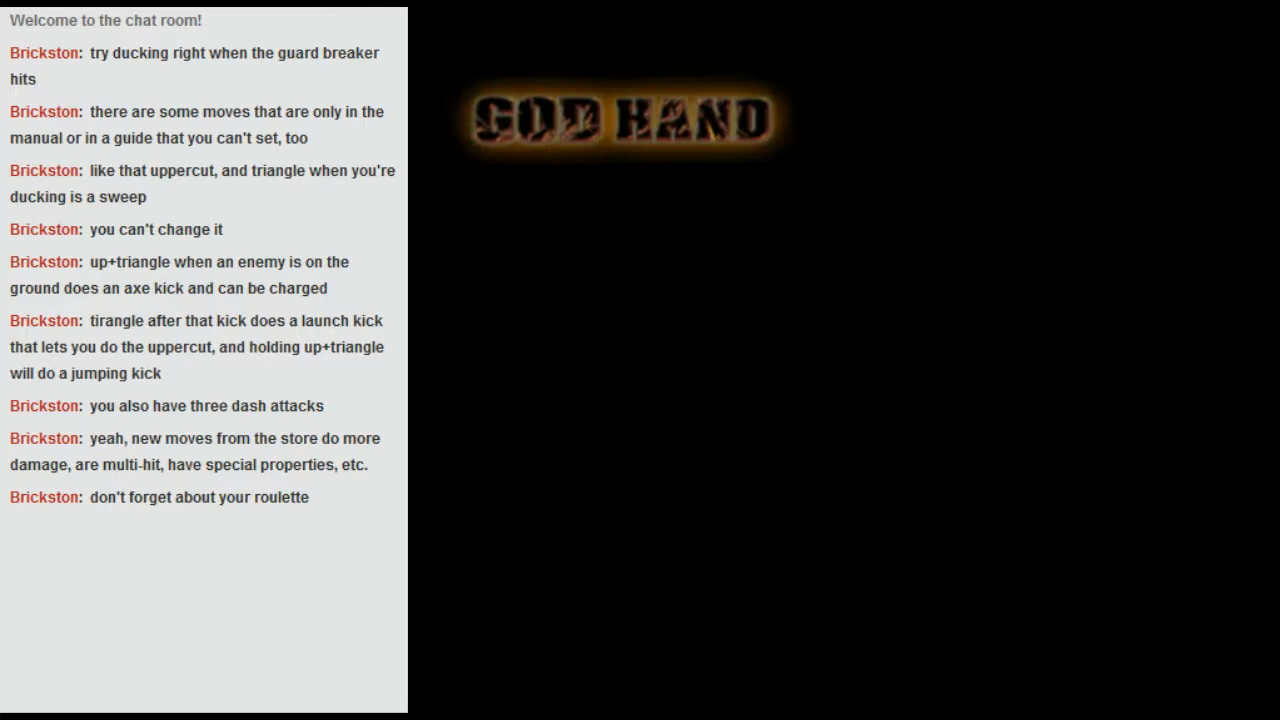 Welcome to the chat room!
Brickston: try ducking right when the guard breaker
hits
Brickston: there are some moves that are only in the
manual or in a guide that you can't set, too
Brickston: like that uppercut, and triangle when you're
ducking is a sweep
Brickston: you can't change it
Brickston: up+triangle when an enemy is on the
ground does an axe kick and can be charged
Brickston: tirangle after that kick does a launch kick
that lets you do the uppercut, and holding up+triangle
will do a jumping kick
Brickston: you also have three dash attacks
Brickston: yeah, new moves from the store do more
damage, are multi-hit, have special properties, etc.
Brickston: don't forget about your roulette
GOD HAND